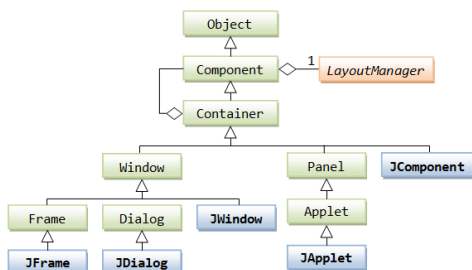 Object
Component
1
LayoutManager
Container
Window
Panel
JComponent
Frame
Dialog
JWindow
Applet
JFrame
JDialog
JApplet